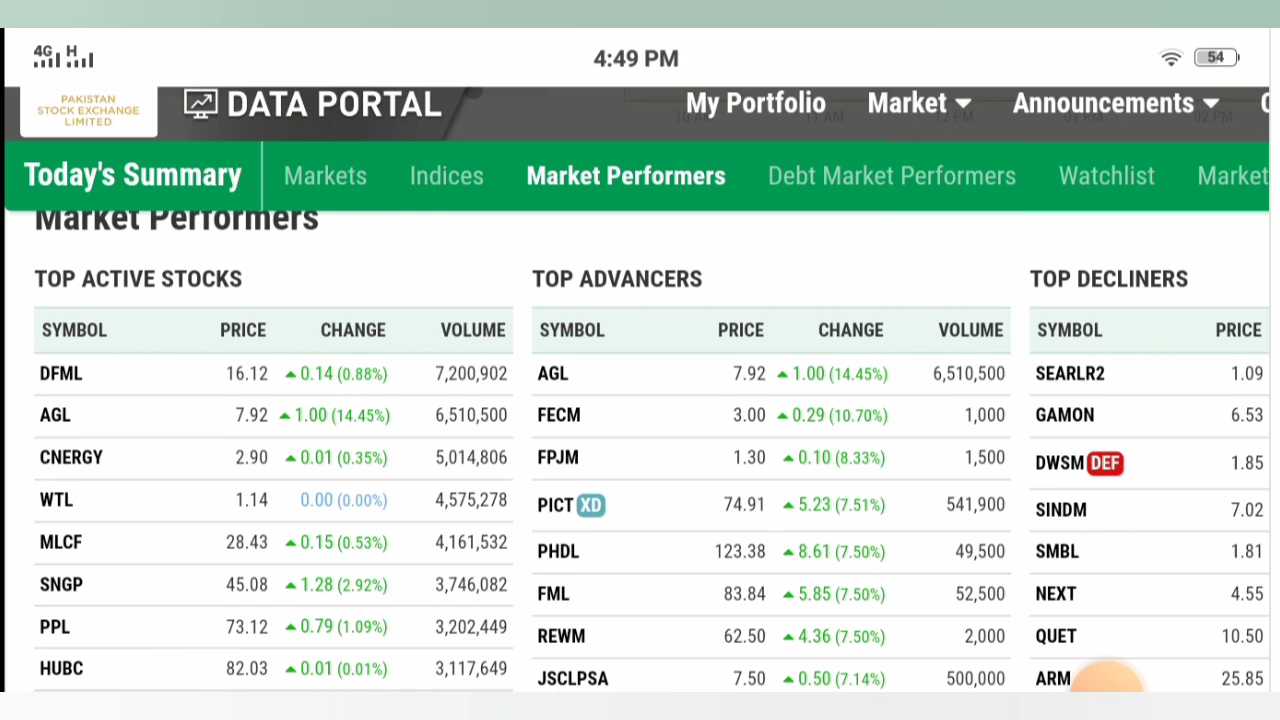 4G H
4:49 PM
54
PAKISTAN
STOCK EXCHANGE
LIMITED
DATA PORTAL
My Portfolio
Market
Announcements
10 AM 11 AM 12 PM 01 PM 02 PM
Today's Summary
Markets
Indices
Market Performers
Debt Market Performers
Watchlist
Market
Market Performers
TOP ACTIVE STOCKS
SYMBOL PRICE CHANGE VOLUME
DFML 16.12 0.14 (0.88%) 7,200,902
AGL 7.92 1.00 (14.45%) 6,510,500
CNERGY 2.90 0.01 (0.35%) 5,014,806
WTL 1.14 0.00 (0.00%) 4,575,278
MLCF 28.43 0.15 (0.53%) 4,161,532
SNGP 45.08 1.28 (2.92%) 3,746,082
PPL 73.12 0.79 (1.09%) 3,202,449
HUBC 82.03 0.01 (0.01%) 3,117,649
TOP ADVANCERS
SYMBOL PRICE CHANGE VOLUME
AGL 7.92 1.00 (14.45%) 6,510,500
FECM 3.00 0.29 (10.70%) 1,000
FPJM 1.30 0.10 (8.33%) 1,500
PICT XD 74.91 5.23 (7.51%) 541,900
PHDL 123.38 8.61 (7.50%) 49,500
FML 83.84 5.85 (7.50%) 52,500
REWM 62.50 4.36 (7.50%) 2,000
JSCLPSA 7.50 0.50 (7.14%) 500,000
TOP DECLINERS
SYMBOL PRICE
SEARLR2 1.09
GAMON 6.53
DWSM DEF 1.85
SINDM 7.02
SMBL 1.81
NEXT 4.55
QUET 10.50
ARM 25.85